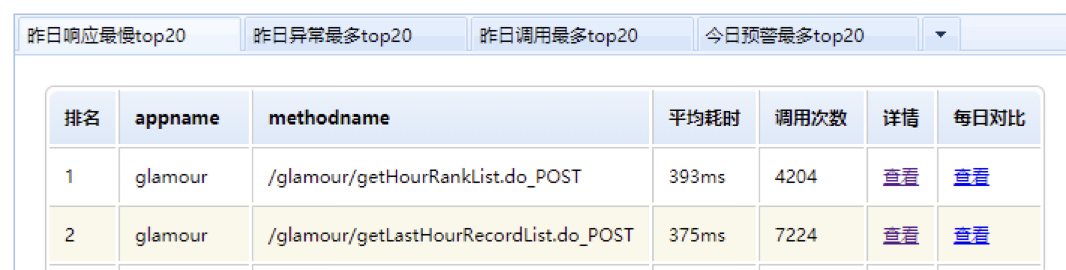 昨日响应最慢top20 昨日异常最多top20 昨日调用最多top20 今日预警最多top20
排名 appname methodname 平均耗时 调用次数 详情 每日对比
1 glamour /glamour/getHourRankList.do_POST 393ms 4204 查看 查看
2 glamour /glamour/getLastHourRecordList.do_POST 375ms 7224 查看 查看